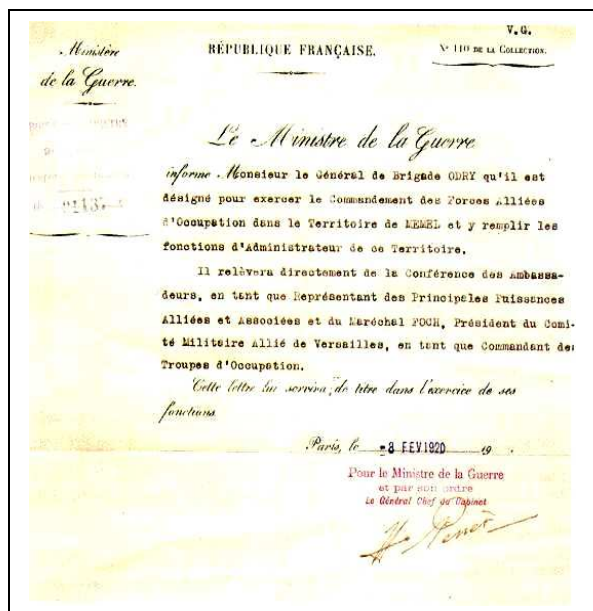 V.G.
Ministère
de la Guerre.
RÉPUBLIQUE FRANÇAISE.
Nº 110 DE LA COLLECTION.
Le Ministre de la Guerre
informe Monsieur le Général de Brigade ODRY qu'il est
désigné pour exercer le Commandement des Forces Alliées
d'Occupation dans le Territoire de MEMEL et y remplir les
fonctions d'Administrateur de ce Territoire.
Il relèvera directement de la Conférence des Ambassa-
deurs, en tant que Représentant des Principales Puissances
Alliées et Associées et du Maréchal FOCH, Président du Comi-
té Militaire Allié de Versailles, en tant que Commandant des
Troupes d'Occupation.
Cette lettre lui servira de titre dans l'exercice de ses
fonctions.
Paris, le -8 FEV 1920 19
Pour le Ministre de la Guerre
et par son ordre
Le Général Chef du Cabinet